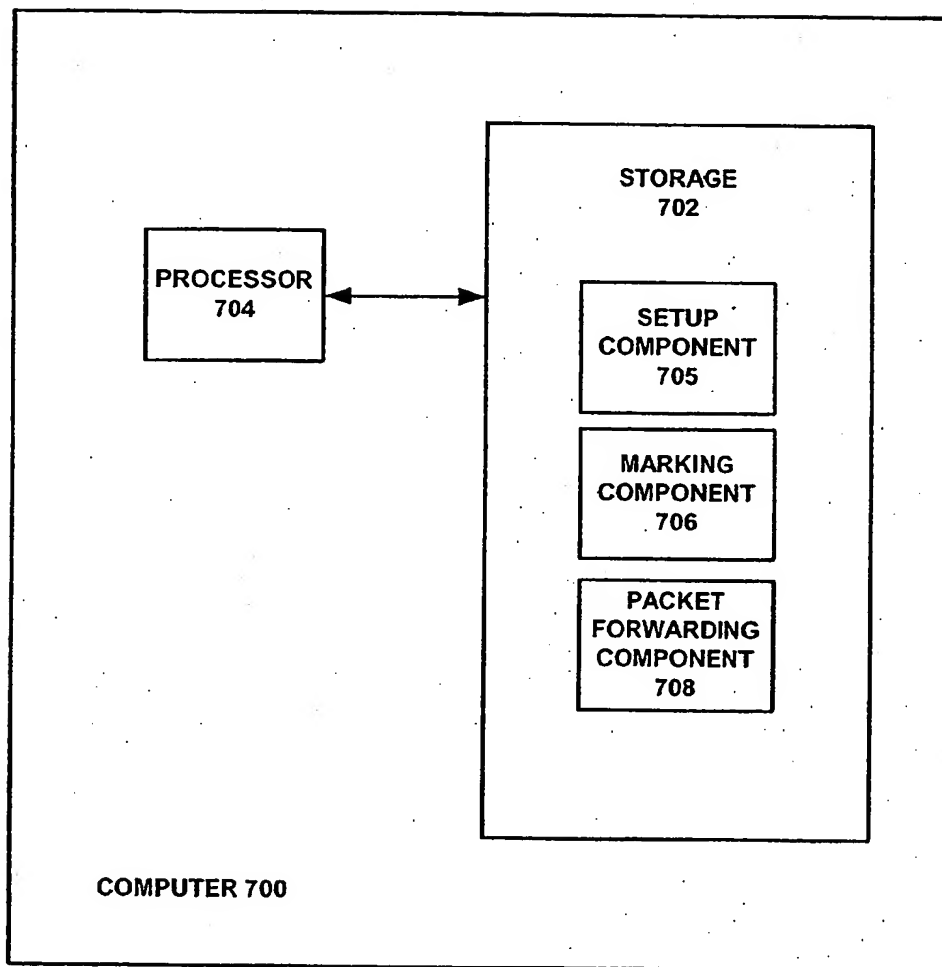 STORAGE
702
PROCESSOR
704
SETUP
COMPONENT
705
MARKING
COMPONENT
706
PACKET
FORWARDING
COMPONENT
708
COMPUTER 700